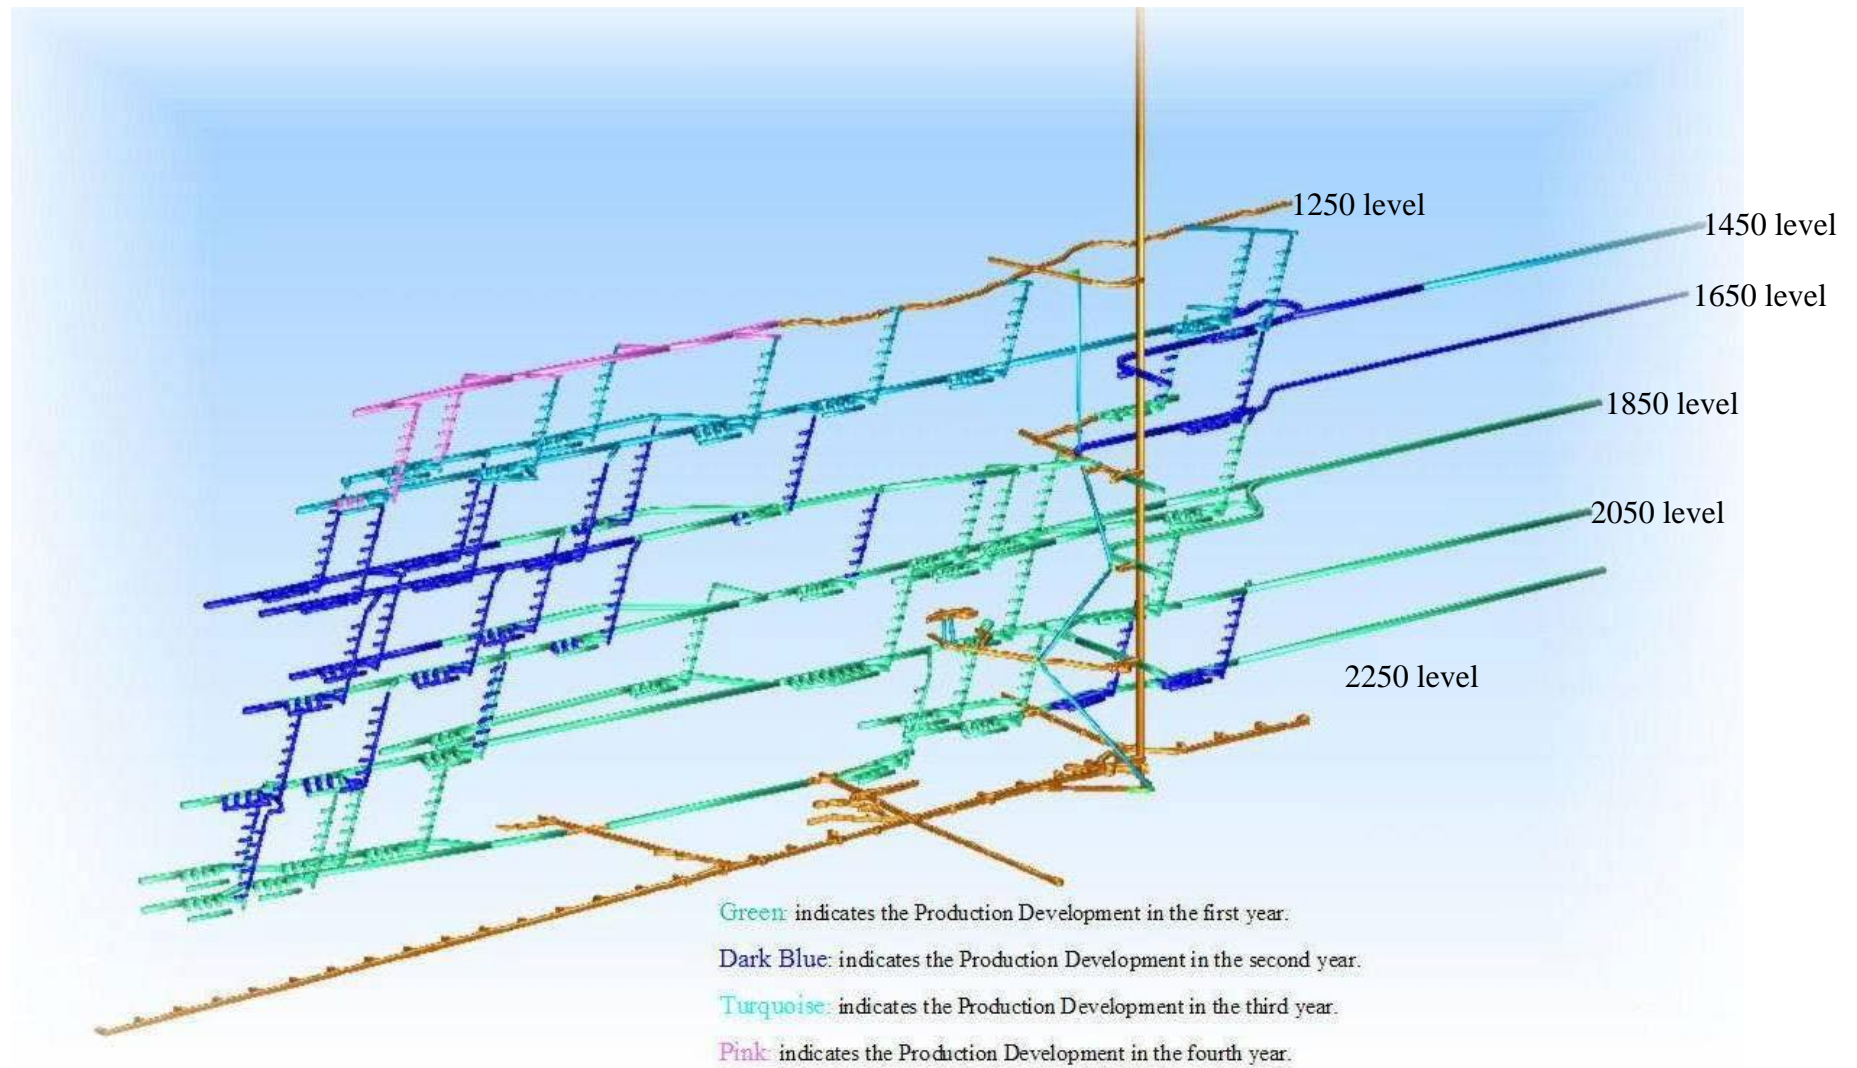 1250 level
1450 level
1650 level
1850 level
2050 level
2250 level
Green: indicates the Production Development in the first year.
Dark Blue: indicates the Production Development in the second year.
Turquoise: indicates the Production Development in the third year.
Pink: indicates the Production Development in the fourth year.